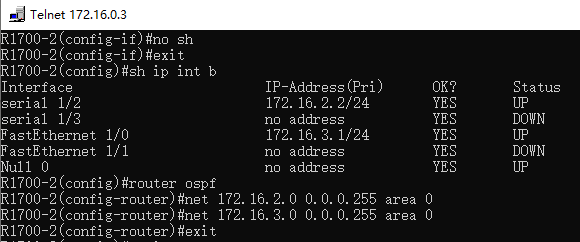 Telnet 172.16.0.3
R1700-2(config-if)#no sh
R1700-2(config-if)#exit
R1700-2(config)#sh ip int b
Interface IP-Address(Pri) OK? Status
serial 1/2 172.16.2.2/24 YES UP
serial 1/3 no address YES DOWN
FastEthernet 1/0 172.16.3.1/24 YES UP
FastEthernet 1/1 no address YES DOWN
Null 0 no address YES UP
R1700-2(config)#router ospf
R1700-2(config-router)#net 172.16.2.0 0.0.0.255 area 0
R1700-2(config-router)#net 172.16.3.0 0.0.0.255 area 0
R1700-2(config-router)#exit